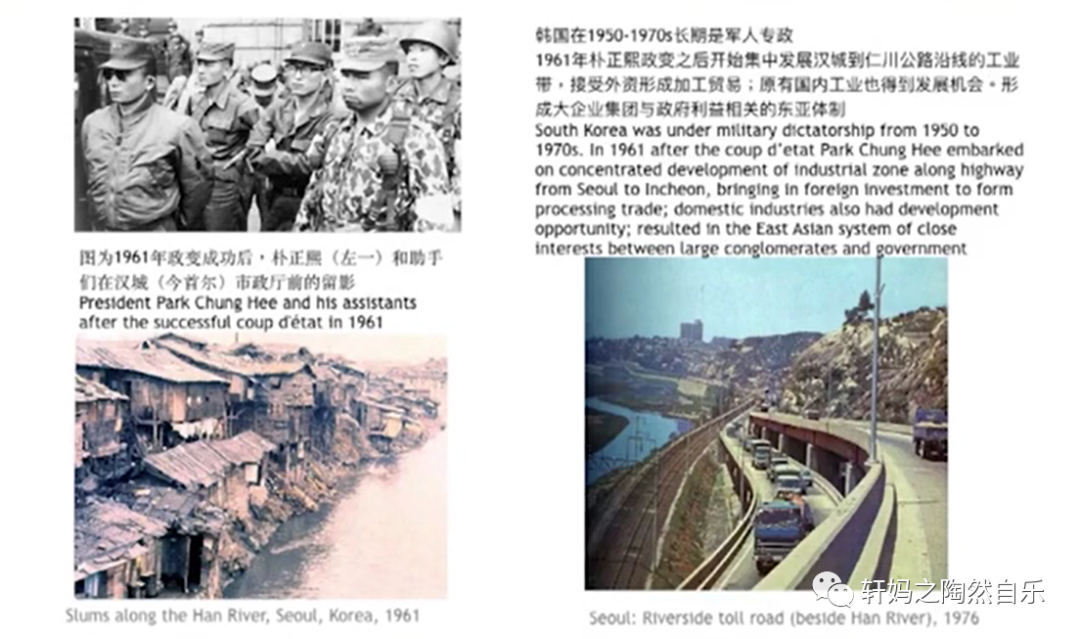 图为1961年政变成功后，朴正熙（左一）和助手
们在汉城（今首尔）市政厅前的留影
President Park Chung Hee and his assistants
after the successful coup d'état in 1961
Slums along the Han River, Seoul, Korea, 1961
韩国在1950-1970s长期是军人专政
1961年朴正熙政变之后开始集中发展汉城到仁川公路沿线的工业
带，接受外资形成加工贸易；原有国内工业也得到发展机会。形
成大企业集团与政府利益相关的东亚体制
South Korea was under military dictatorship from 1950 to
1970s. In 1961 after the coup d'etat Park Chung Hee embarked
on concentrated development of industrial zone along highway
from Seoul to Incheon, bringing in foreign investment to form
processing trade; domestic industries also had development
opportunity; resulted in the East Asian system of close
interests between large conglomerates and government
Seoul: Riverside toll road (beside Han River), 1976
轩妈之陶然自乐